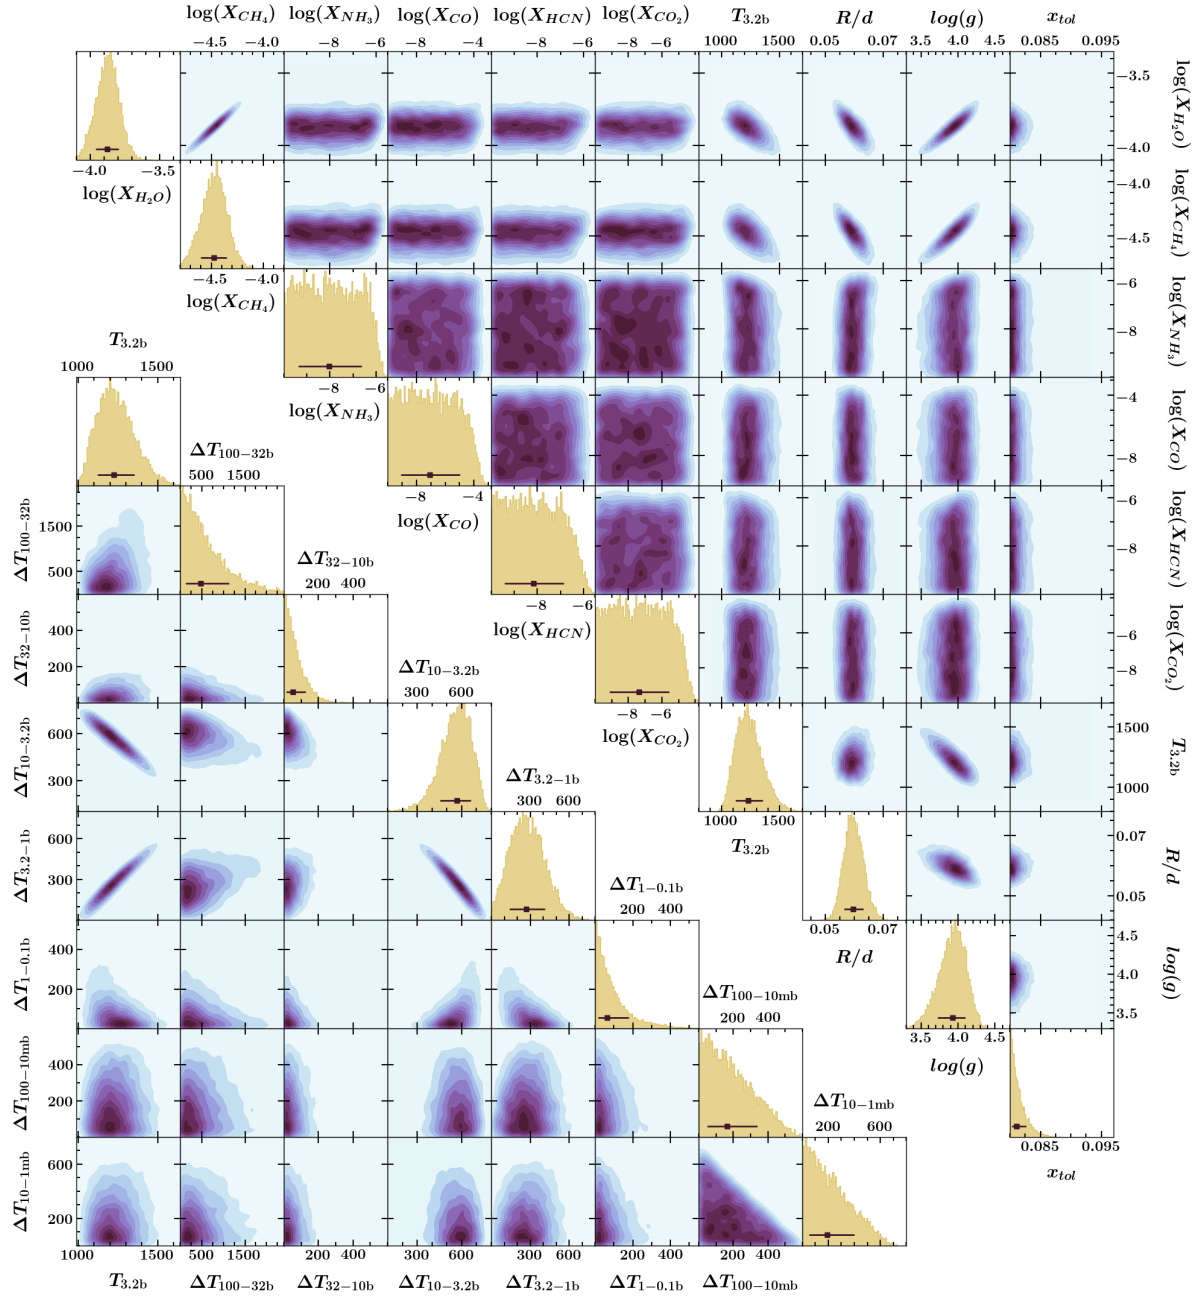 log(X_{CH_4}) log(X_{NH_3}) log(X_{CO}) log(X_{HCN}) log(X_{CO_2}) T_{3.2b} R/d log(g) x_{tol}
−4.5 −4.0 −8 −6 −8 −4 −8 −6 −8 −6 1000 1500 0.05 0.07 3.5 4.0 4.5 0.085 0.095
−3.5
−4.0
log(X_{H_2O})
−4.0 −3.5
log(X_{H_2O})
−4.0
−4.5
log(X_{CH_4})
−4.5 −4.0
log(X_{CH_4})
−6
−8
log(X_{NH_3})
T_{3.2b}
1000 1500
−8 −6
log(X_{NH_3})
−4
−8
log(X_{CO})
ΔT_{100−32b}
500 1500
−8 −4
log(X_{CO})
−6
−8
log(X_{HCN})
ΔT_{100−32b}
1500
500
ΔT_{32−10b}
200 400
−8 −6
log(X_{HCN})
−6
−8
log(X_{CO_2})
ΔT_{32−10b}
400
200
ΔT_{10−3.2b}
300 600
−8 −6
log(X_{CO_2})
1500
1000
T_{3.2b}
ΔT_{10−3.2b}
600
300
ΔT_{3.2−1b}
300 600
1000 1500
T_{3.2b}
0.07
0.05
R/d
ΔT_{3.2−1b}
600
300
ΔT_{1−0.1b}
200 400
0.05 0.07
R/d
4.5
4.0
3.5
log(g)
ΔT_{1−0.1b}
400
200
ΔT_{100−10mb}
200 400
3.5 4.0 4.5
log(g)
ΔT_{100−10mb}
400
200
ΔT_{10−1mb}
200 600
0.085 0.095
x_{tol}
ΔT_{10−1mb}
600
200
1000 1500 500 1500 200 400 300 600 300 600 200 400 200 400
T_{3.2b} ΔT_{100−32b} ΔT_{32−10b} ΔT_{10−3.2b} ΔT_{3.2−1b} ΔT_{1−0.1b} ΔT_{100−10mb}